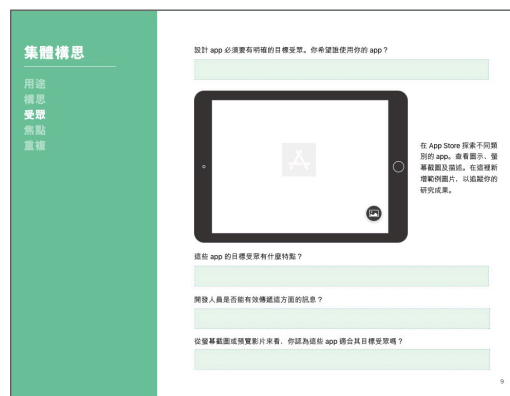 集體構思
用途
構思
受眾
焦點
重複
設計 app 必須要有明確的目標受眾。你希望誰使用你的 app？
在 App Store 探索不同類
別的 app。查看圖示、螢
幕截圖及描述。在這裡新
增範例圖片，以追蹤你的
研究成果。
這些 app 的目標受眾有什麼特點？
開發人員是否能有效傳遞這方面的訊息？
從螢幕截圖或預覽影片來看，你認為這些 app 適合其目標受眾嗎？
9